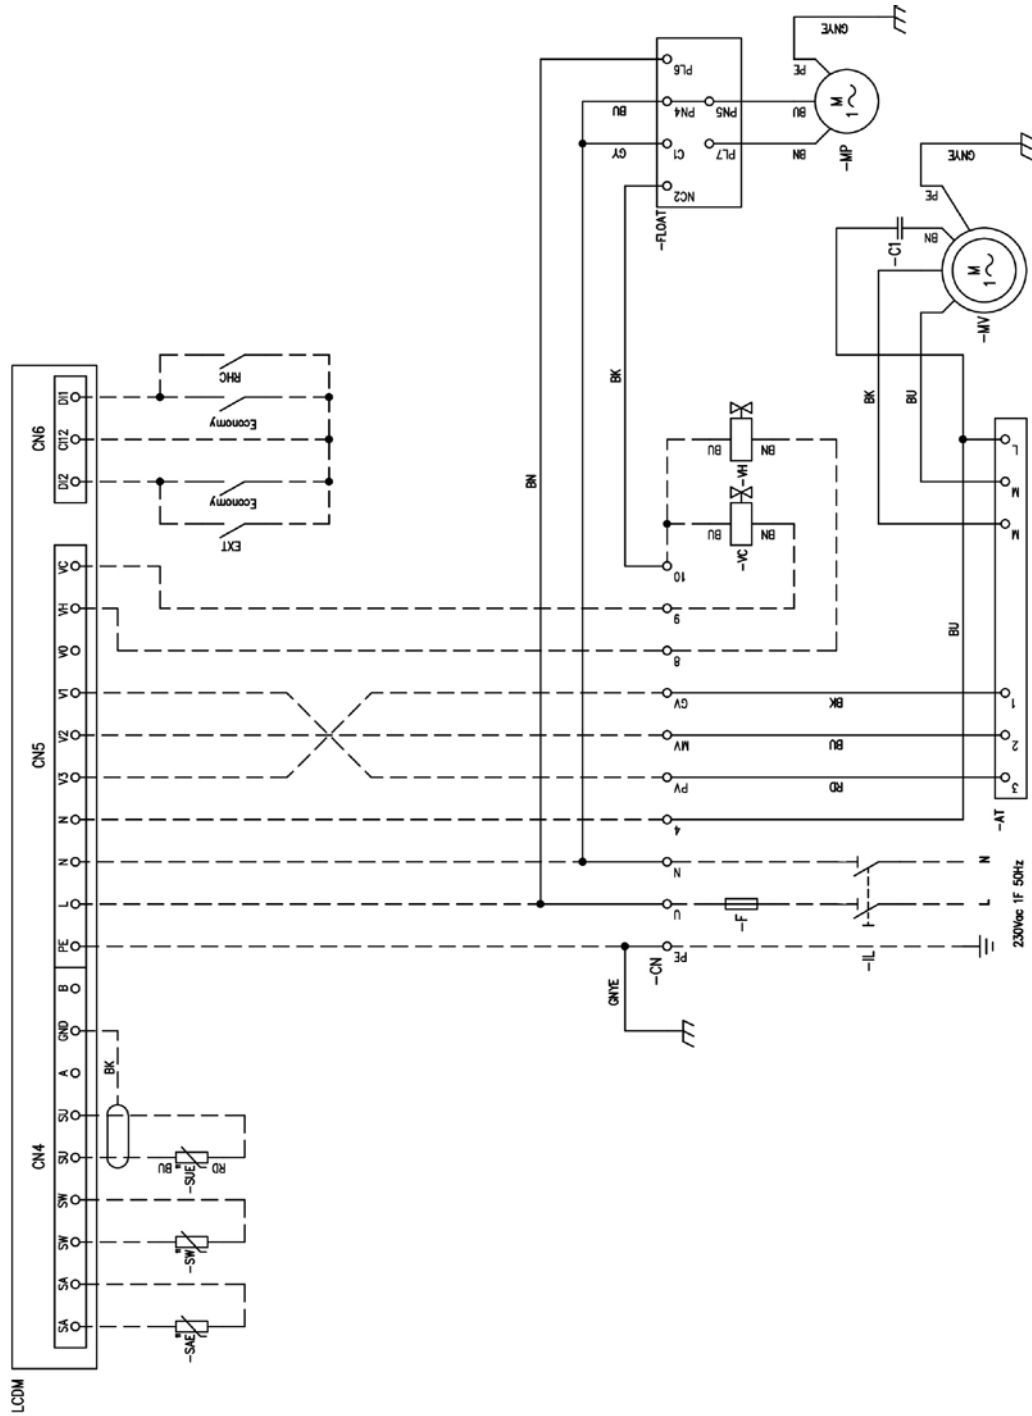 LCDM
CN4
CN5
CN6
SA
SA
SW
SW
SU
SU
A
GND
B
PE
L
N
N
V3
V2
V1
V0
VH
VC
DI2
CI12
DI1
BK
-SAE
-SW
BU
-SUE
RD
EXT
Economy
Economy
RHC
GNYE
-CN
PE
U
N
4
PV
MV
GV
8
9
10
BN
BK
BU
BU
-VC
-VH
BN
BN
-FLOAT
NC2
C1
PN4
PL6
PL7
PN5
GY
BU
BN
BU
PE
GNYE
M
1
-MP
-F
-IL
L
N
230Vac 1F 50Hz
RD
BU
BK
BU
-AT
3
2
1
M
M
L
BK
BU
-C1
BN
PE
GNYE
M
1
-MV